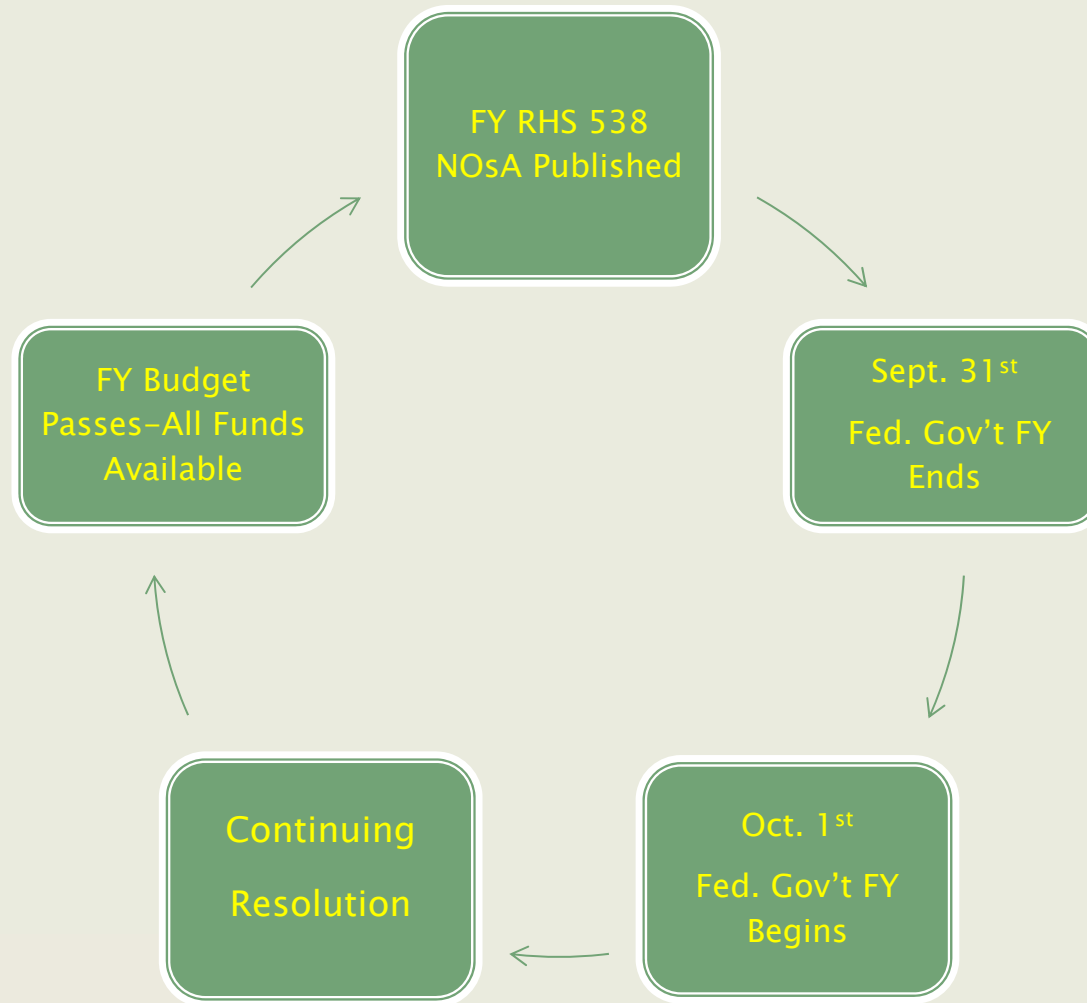 FY RHS 538
NOsA Published
Sept. 31st
Fed. Gov’t FY
Ends
Oct. 1st
Fed. Gov’t FY
Begins
Continuing
Resolution
FY Budget
Passes–All Funds
Available